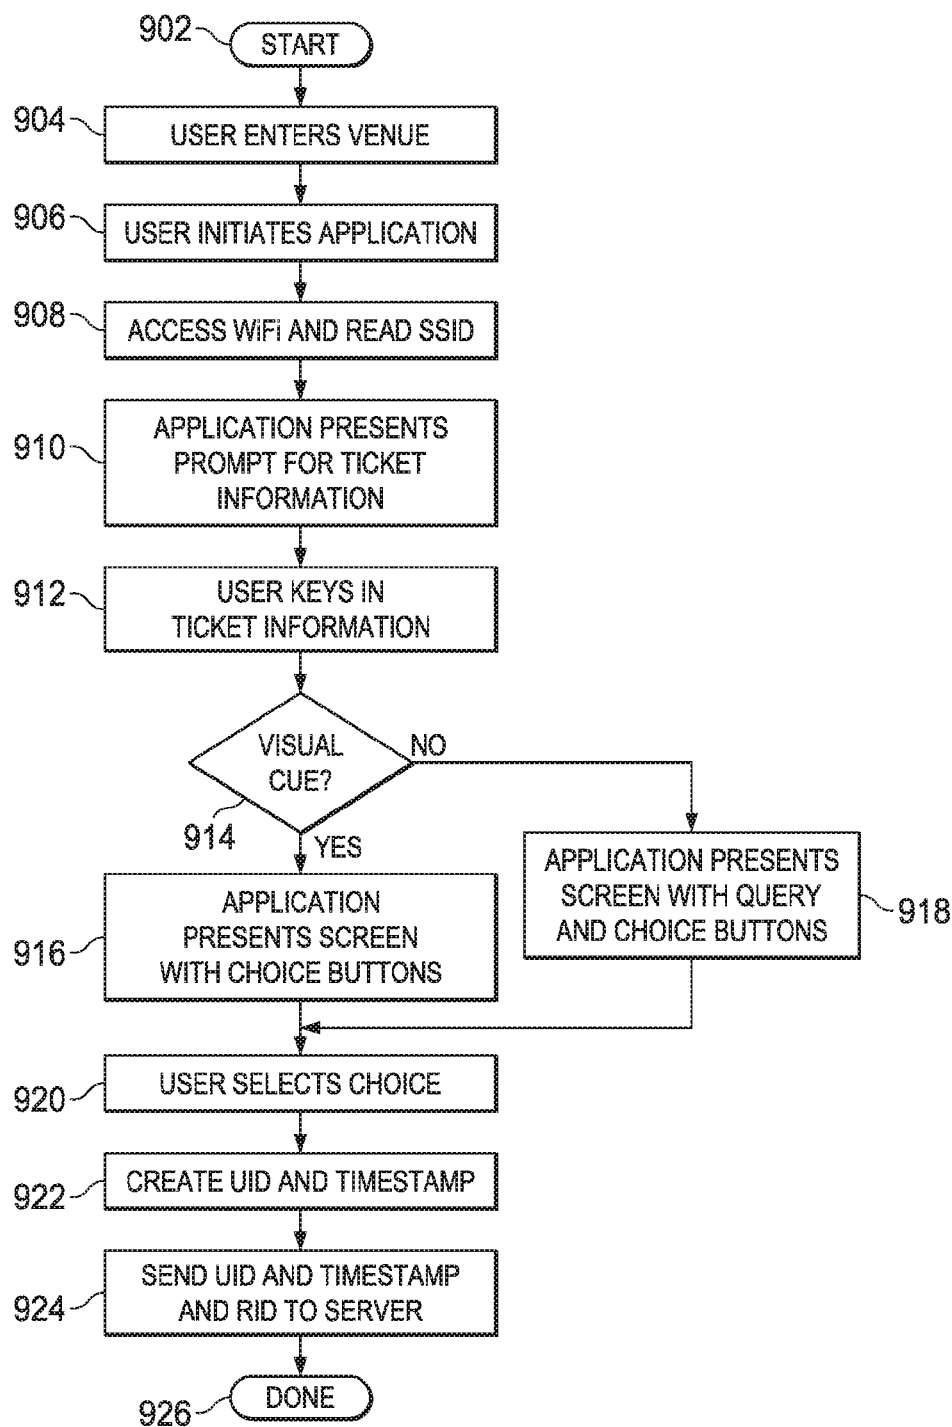 902
START
904
USER ENTERS VENUE
906
USER INITIATES APPLICATION
908
ACCESS WiFi AND READ SSID
910
APPLICATION PRESENTS
PROMPT FOR TICKET
INFORMATION
912
USER KEYS IN
TICKET INFORMATION
VISUAL
CUE?
NO
914
YES
916
APPLICATION
PRESENTS SCREEN
WITH CHOICE BUTTONS
APPLICATION PRESENTS
SCREEN WITH QUERY
AND CHOICE BUTTONS
918
920
USER SELECTS CHOICE
922
CREATE UID AND TIMESTAMP
924
SEND UID AND TIMESTAMP
AND RID TO SERVER
926
DONE